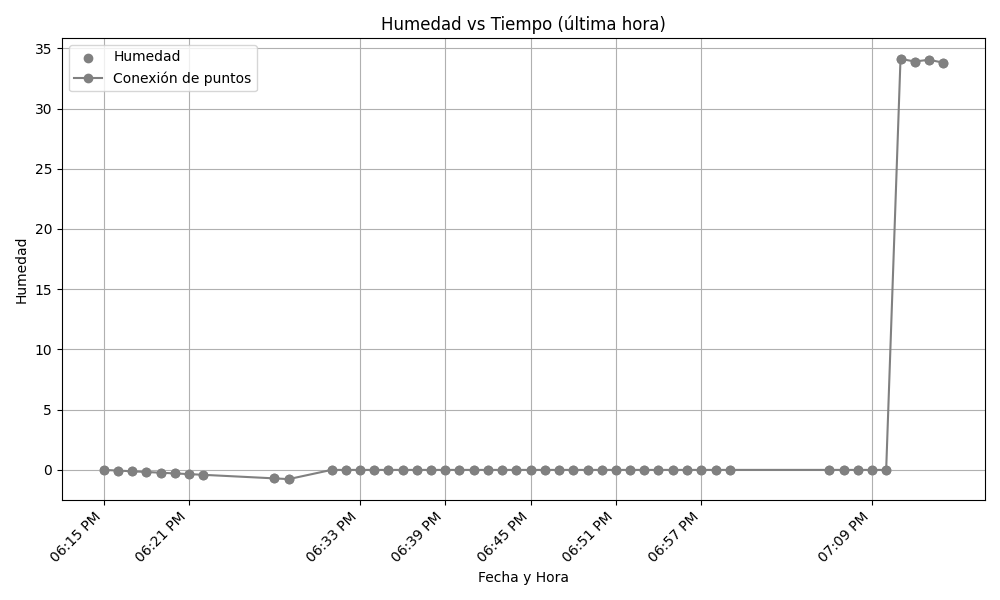 Humedad vs Tiempo (última hora)
Humedad
Conexión de puntos
35
30
25
20
15
10
5
0
Humedad
06:15 PM
06:21 PM
06:33 PM
06:39 PM
06:45 PM
06:51 PM
06:57 PM
07:09 PM
Fecha y Hora